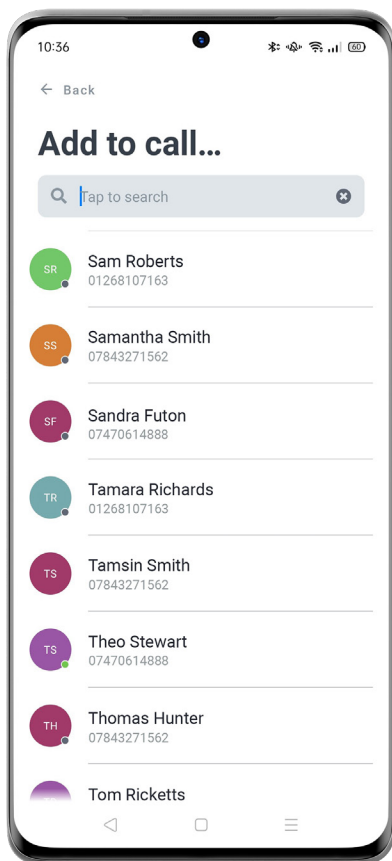 10:36
60
Back
Add to call...
Tap to search
SR
Sam Roberts
01268107163
SS
Samantha Smith
07843271562
SF
Sandra Futon
07470614888
TR
Tamara Richards
01268107163
TS
Tamsin Smith
07843271562
TS
Theo Stewart
07470614888
TH
Thomas Hunter
07843271562
Tom Ricketts